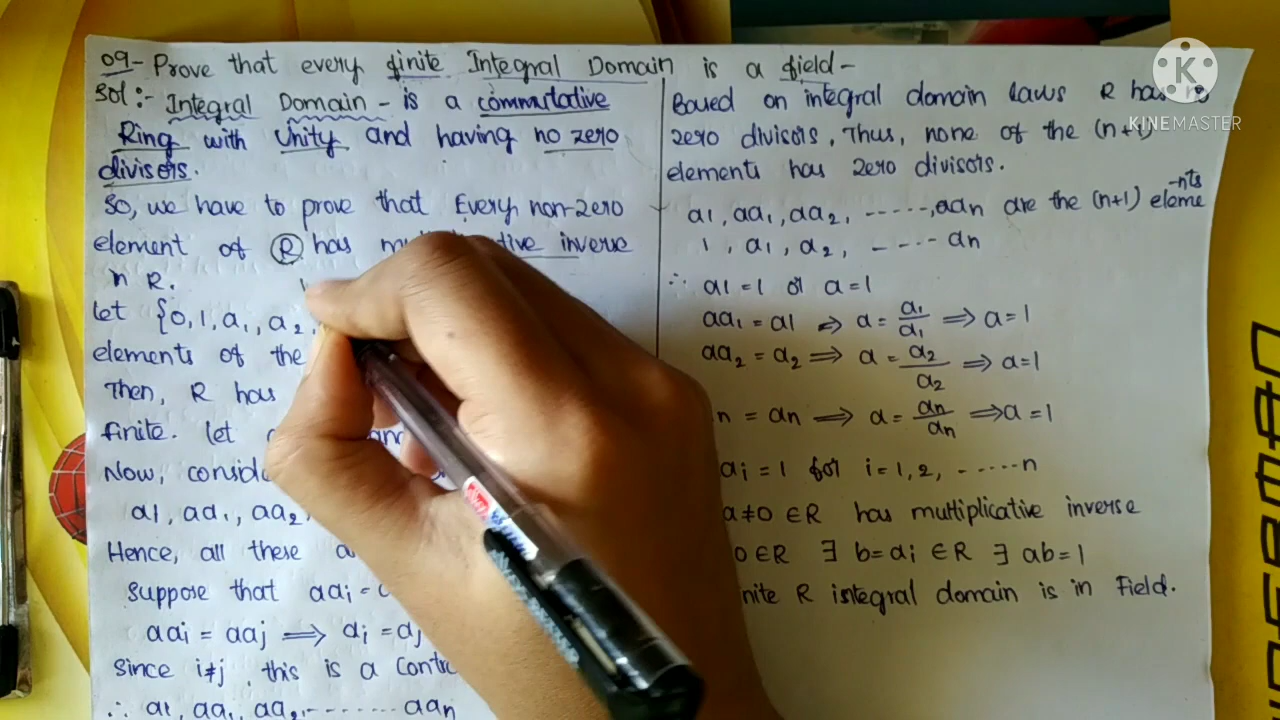 09- Prove that every finite Integral Domain is a field-
Sol:- Integral Domain - is a commutative
Ring with Unity and having no zero
divisors.
So, we have to prove that Every non-zero
element of R has inverse
n R.
let {0, 1, a1, a2,
elements of the
Then, R has
finite. let
Now, conside
a1, aa1, aa2,
Hence, all these
Suppose that aai =
aai = aaj ⟹ ai = aj
Since i≠j, this is a Contr
∴ a1, aa1, aa2, ........ aan
Based on integral domain laws R has
zero divisors. Thus, none of the (n+1)
elements has zero divisors.
a1, aa1, aa2, ------, aan are the (n+1) eleme
-nts
1, a1, a2, ---- an
∴ a1 = 1 or a = 1
aa1 = a1 ⟹ a = a1/a1 ⟹ a = 1
aa2 = a2 ⟹ a = a2/a2 ⟹ a = 1
n = an ⟹ a = an/an ⟹ a = 1
ai = 1 for i = 1, 2, ------ n
a≠0 ∈R has multiplicative inverse
0 ∈R ∃ b = ai ∈ R ∃ ab = 1
nite R integral domain is in Field.
K
KINEMASTER